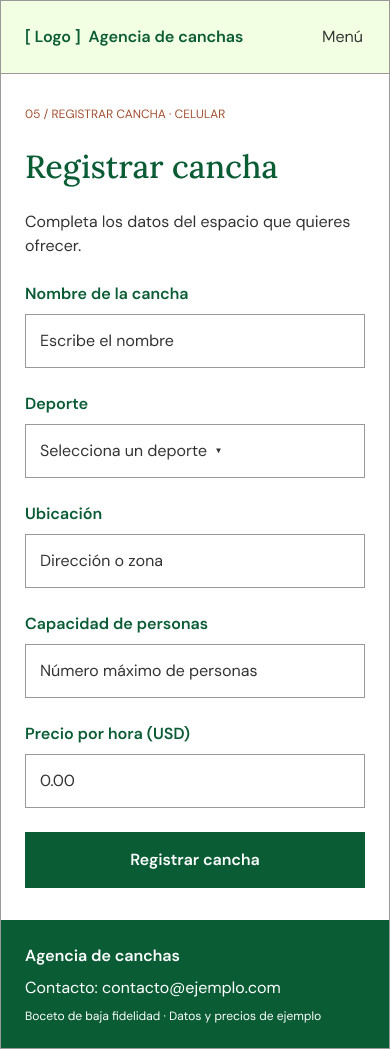 [ Logo ] Agencia de canchas
Menú
05 / REGISTRAR CANCHA · CELULAR
Registrar cancha
Completa los datos del espacio que quieres
ofrecer.
Nombre de la cancha
Escribe el nombre
Deporte
Selecciona un deporte ▾
Ubicación
Dirección o zona
Capacidad de personas
Número máximo de personas
Precio por hora (USD)
0.00
Registrar cancha
Agencia de canchas
Contacto: contacto@ejemplo.com
Boceto de baja fidelidad · Datos y precios de ejemplo